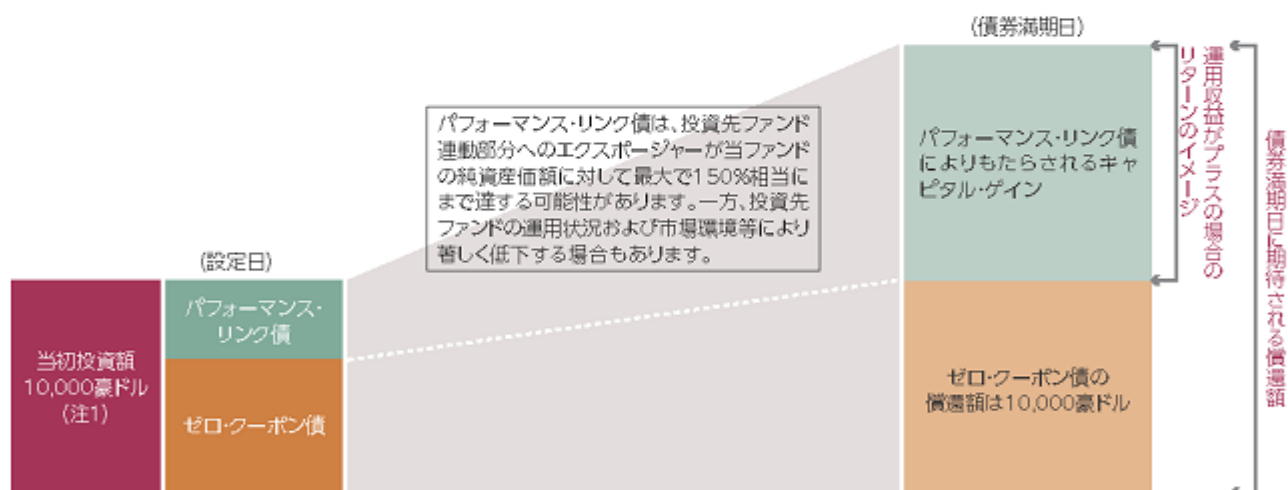 (債券満期日)
パフォーマンス・リンク債は、投資先ファンド
連動部分へのエクスポージャーが当ファンド
の純資産価額に対して最大で150%相当に
まで達する可能性があります。一方、投資先
ファンドの運用状況および市場環境等により
著しく低下する場合もあります。
(設定日)
パフォーマンス・
リンク債
当初投資額
10,000豪ドル
(注1)
ゼロ・クーポン債
パフォーマンス・リンク債
によりもたらされるキャ
ピタル・ゲイン
ゼロ・クーポン債の
償還額は10,000豪ドル
運用収益がプラスの場合の
リターンのイメージ
債券満期日に期待される償還額